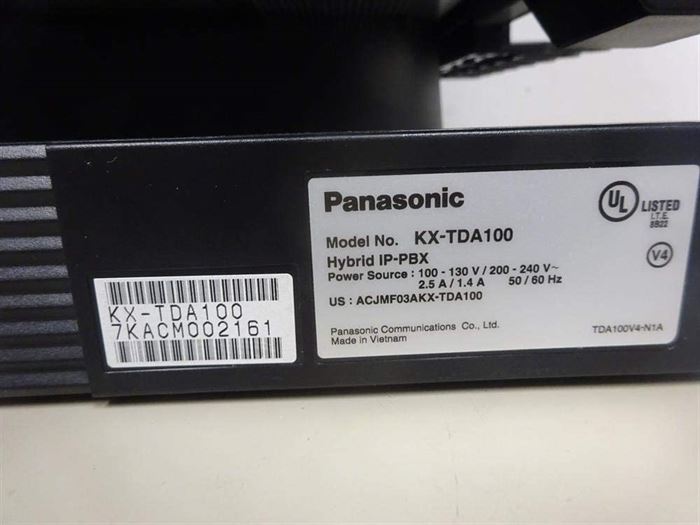 KX-TDA100
7KACM002161
Panasonic
Model No. KX-TDA100
Hybrid IP-PBX
Power Source : 100 - 130 V / 200 - 240 V~
2.5 A / 1.4 A 50 / 60 Hz
US : ACJMF03AKX-TDA100
Panasonic Communications Co., Ltd.
Made in Vietnam
UL LISTED
I.T.E.
8B22
V4
TDA100V4-N1A